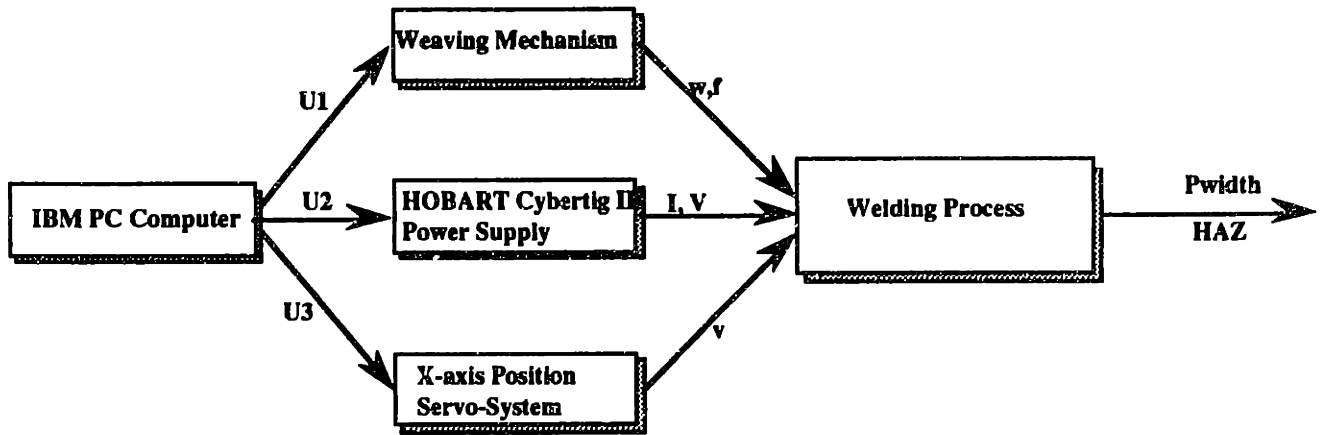 Weaving Mechanism
U1
w,f
IBM PC Computer
U2
HOBART Cybertig II
Power Supply
I, V
Welding Process
Pwidth
HAZ
U3
v
X-axis Position
Servo-System